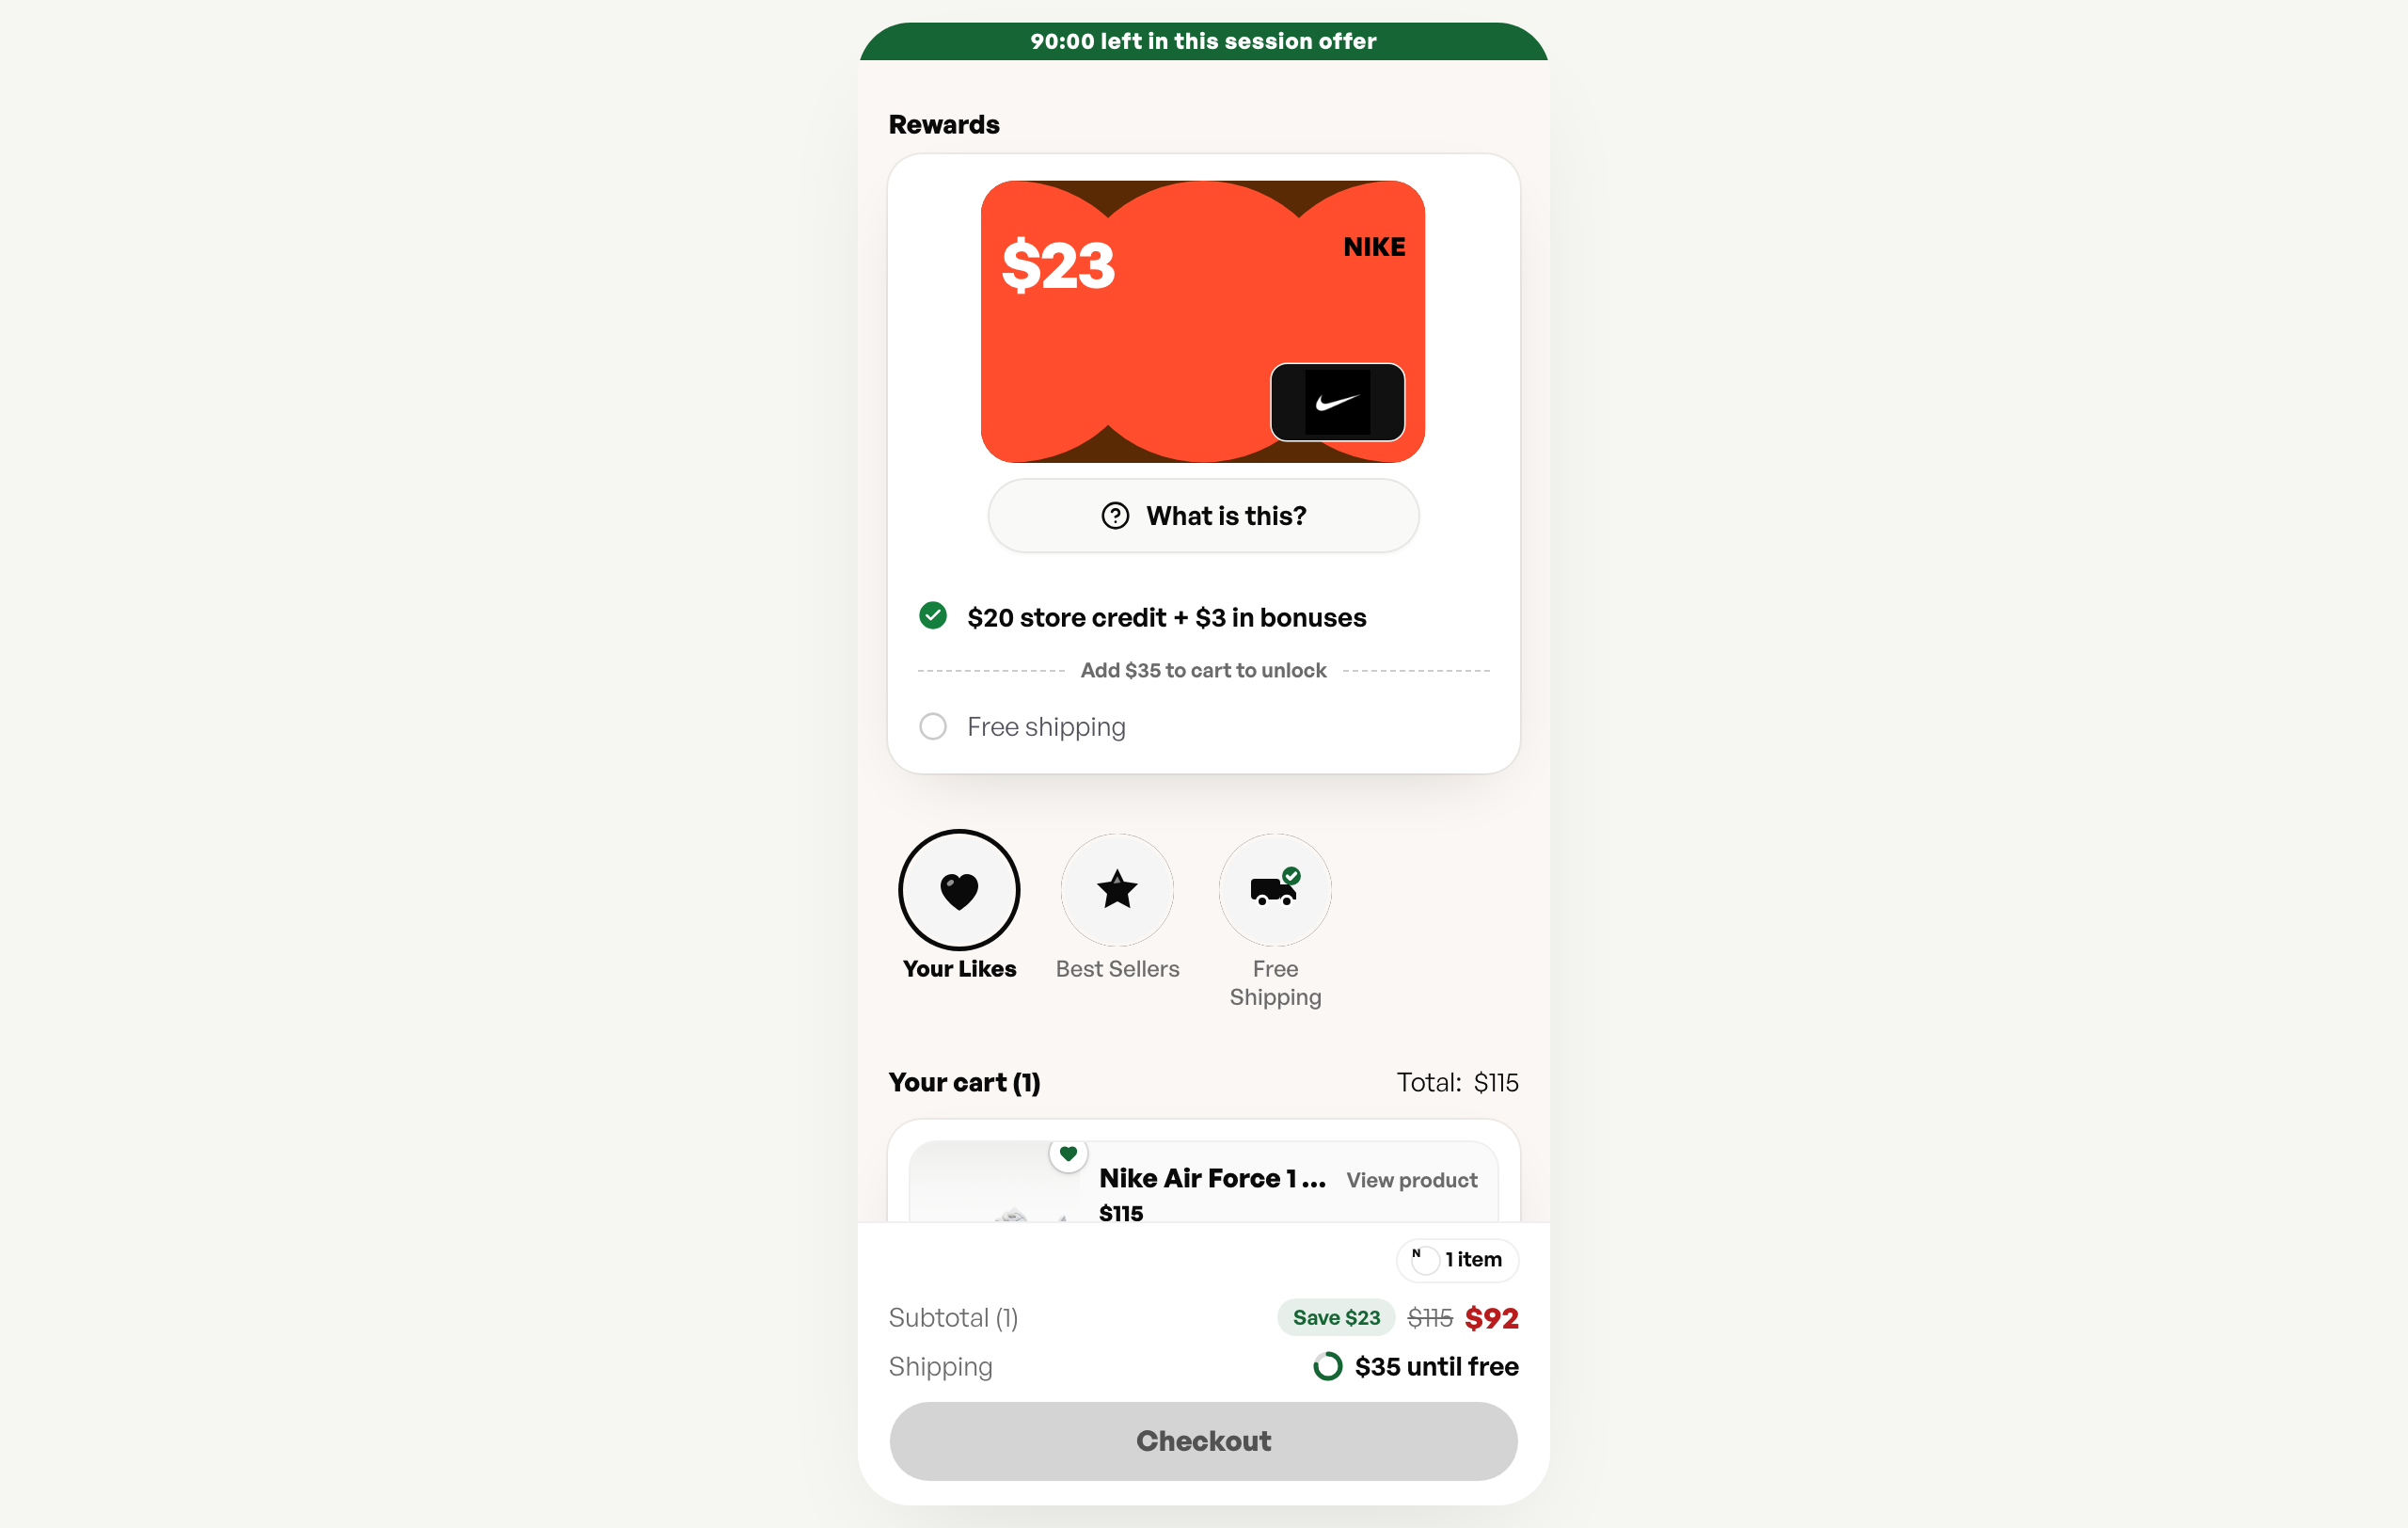 90:00 left in this session offer
Rewards
$23
NIKE
What is this?
$20 store credit + $3 in bonuses
Add $35 to cart to unlock
Free shipping
Your Likes
Best Sellers
Free
Shipping
Your cart (1)
Total: $115
Nike Air Force 1 ...
View product
$115
N
1 item
Subtotal (1)
Save $23
$115
$92
Shipping
$35 until free
Checkout